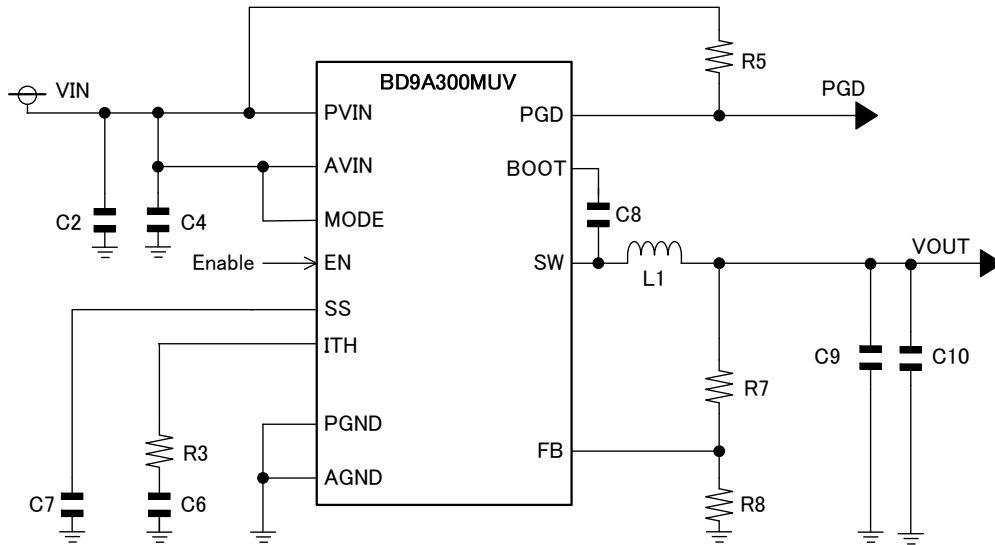 BD9A300MUV
VIN
R5
PGD
PVIN
PGD
AVIN
BOOT
C2
C4
MODE
C8
Enable
EN
SW
L1
VOUT
SS
ITH
C9
C10
R7
PGND
R3
FB
AGND
C7
C6
R8